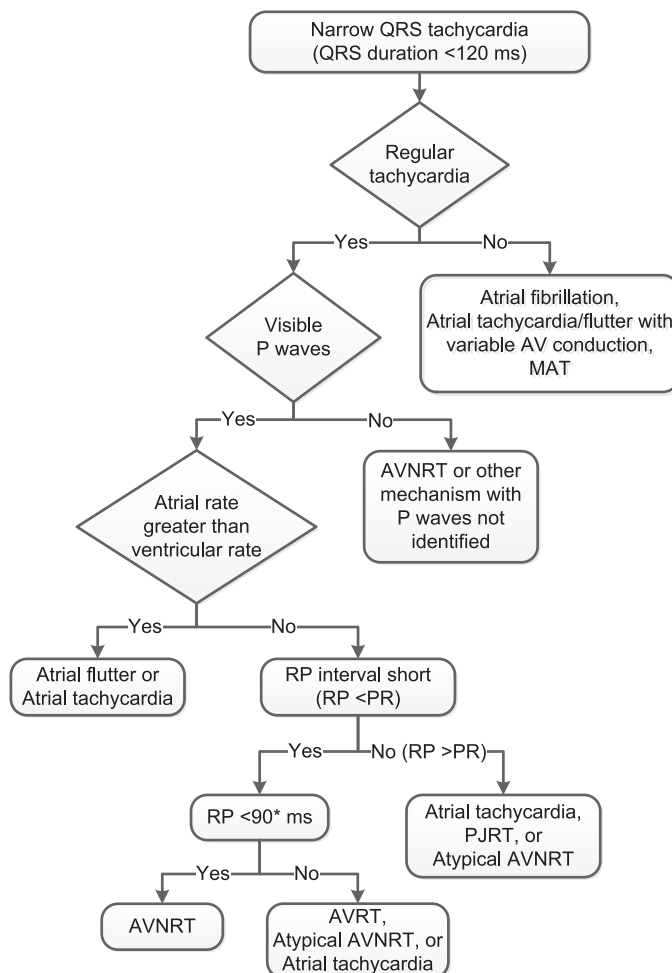 Narrow QRS tachycardia
(QRS duration <120 ms)
Regular
tachycardia
Yes
No
Visible
P waves
Atrial fibrillation,
Atrial tachycardia/flutter with
variable AV conduction,
MAT
Yes
No
Atrial rate
greater than
ventricular rate
AVNRT or other
mechanism with
P waves not
identified
Yes
No
Atrial flutter or
Atrial tachycardia
RP interval short
(RP <PR)
Yes
No (RP >PR)
RP <90* ms
Atrial tachycardia,
PJRT, or
Atypical AVNRT
Yes
No
AVNRT
AVRT,
Atypical AVNRT, or
Atrial tachycardia